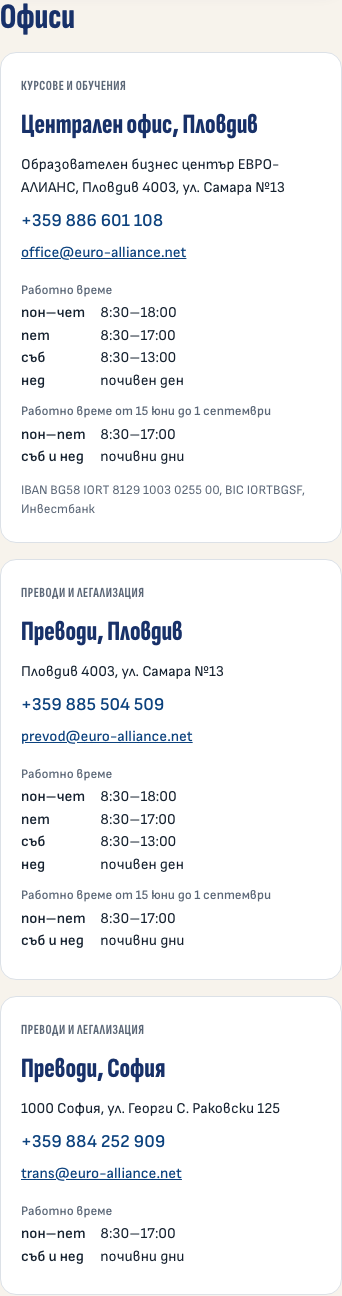 Офиси
КУРСОВЕ И ОБУЧЕНИЯ
Централен офис, Пловдив
Образователен бизнес център ЕВРО-
АЛИАНС, Пловдив 4003, ул. Самара №13
+359 886 601 108
office@euro-alliance.net
Работно време
пон–чет 8:30–18:00
пет 8:30–17:00
съб 8:30–13:00
нед почивен ден
Работно време от 15 юни до 1 септември
пон–пет 8:30–17:00
съб и нед почивни дни
IBAN BG58 IORT 8129 1003 0255 00, BIC IORTBGSF,
Инвестбанк
ПРЕВОДИ И ЛЕГАЛИЗАЦИЯ
Преводи, Пловдив
Пловдив 4003, ул. Самара №13
+359 885 504 509
prevod@euro-alliance.net
Работно време
пон–чет 8:30–18:00
пет 8:30–17:00
съб 8:30–13:00
нед почивен ден
Работно време от 15 юни до 1 септември
пон–пет 8:30–17:00
съб и нед почивни дни
ПРЕВОДИ И ЛЕГАЛИЗАЦИЯ
Преводи, София
1000 София, ул. Георги С. Раковски 125
+359 884 252 909
trans@euro-alliance.net
Работно време
пон–пет 8:30–17:00
съб и нед почивни дни